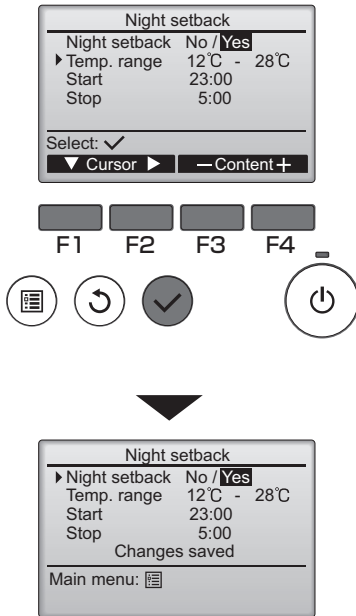 Night setback
Night setback No / Yes
Temp. range 12℃ - 28℃
Start 23:00
Stop 5:00
Select: ✓
▼ Cursor ▶ −Content+
F1 F2 F3 F4
Night setback
Night setback No / Yes
Temp. range 12℃ - 28℃
Start 23:00
Stop 5:00
Changes saved
Main menu: